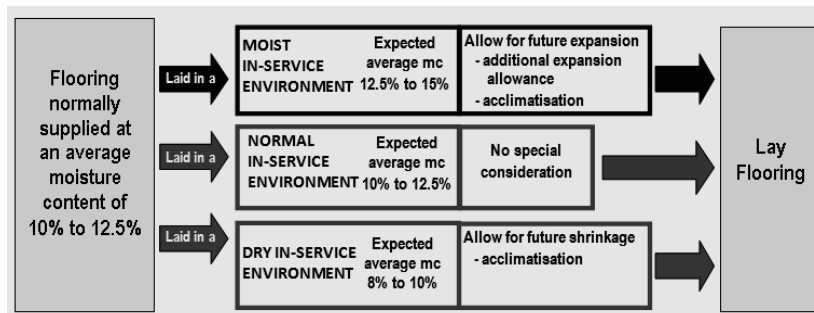 Flooring
normally
supplied at
an average
moisture
content of
10% to 12.5%
Laid in a
MOIST
IN-SERVICE
ENVIRONMENT
Expected
average mc
12.5% to 15%
Allow for future expansion
- additional expansion
allowance
- acclimatisation
Laid in a
NORMAL
IN-SERVICE
ENVIRONMENT
Expected
average mc
10% to 12.5%
No special
consideration
Laid in a
DRY IN-SERVICE
ENVIRONMENT
Expected
average mc
8% to 10%
Allow for future shrinkage
- acclimatisation
Lay
Flooring